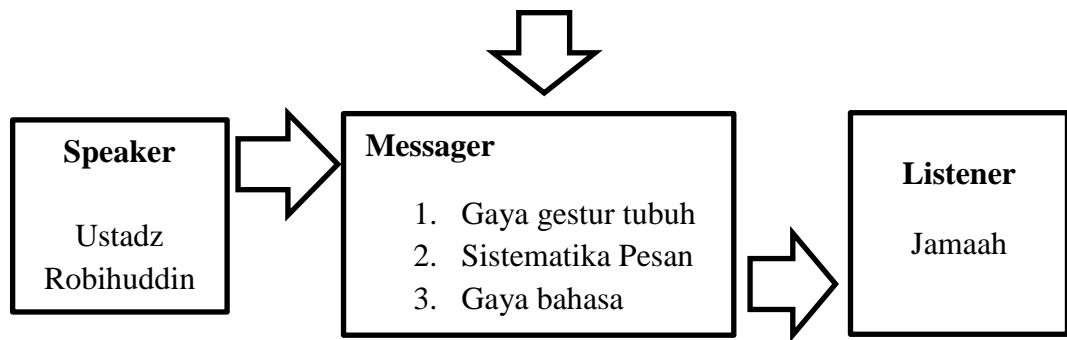 Speaker
Ustadz
Robihuddin
Messager
1. Gaya gestur tubuh
2. Sistematika Pesan
3. Gaya bahasa
Listener
Jamaah